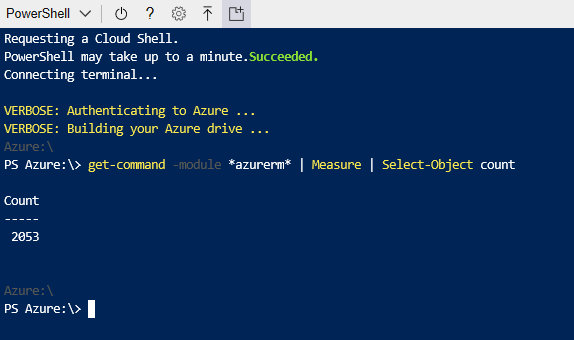 PowerShell
Requesting a Cloud Shell.
PowerShell may take up to a minute.Succeeded.
Connecting terminal...
VERBOSE: Authenticating to Azure ...
VERBOSE: Building your Azure drive ...
Azure:\
PS Azure:\> get-command -module *azurerm* | Measure | Select-Object count
Count
-----
2053
Azure:\
PS Azure:\>